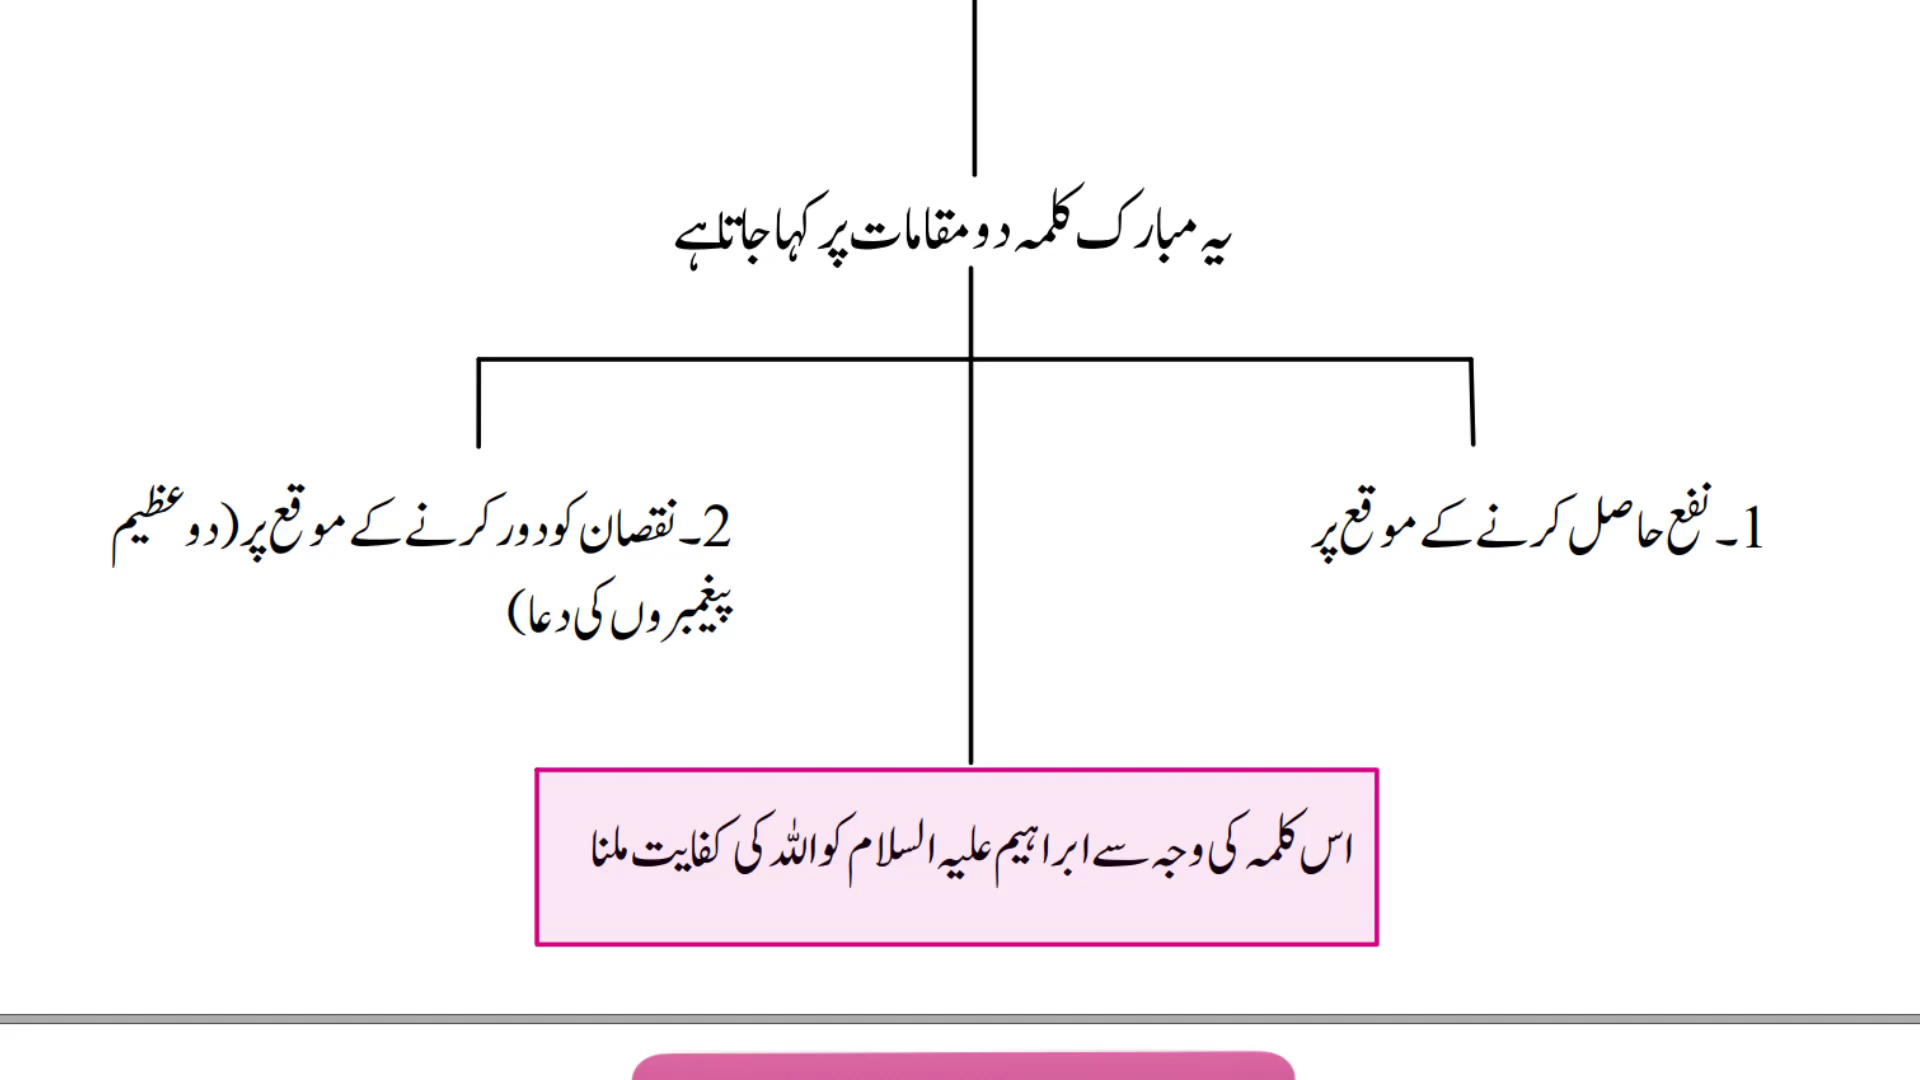 یہ مبارک کلمہ دو مقامات پر کہا جاتا ہے
1۔ نفع حاصل کرنے کے موقع پر
2۔ نقصان کو دور کرنے کے موقع پر (دو عظیم
پیغمبروں کی دعا)
اس کلمہ کی وجہ سے ابراہیم علیہ السلام کو اللہ کی کفایت ملنا